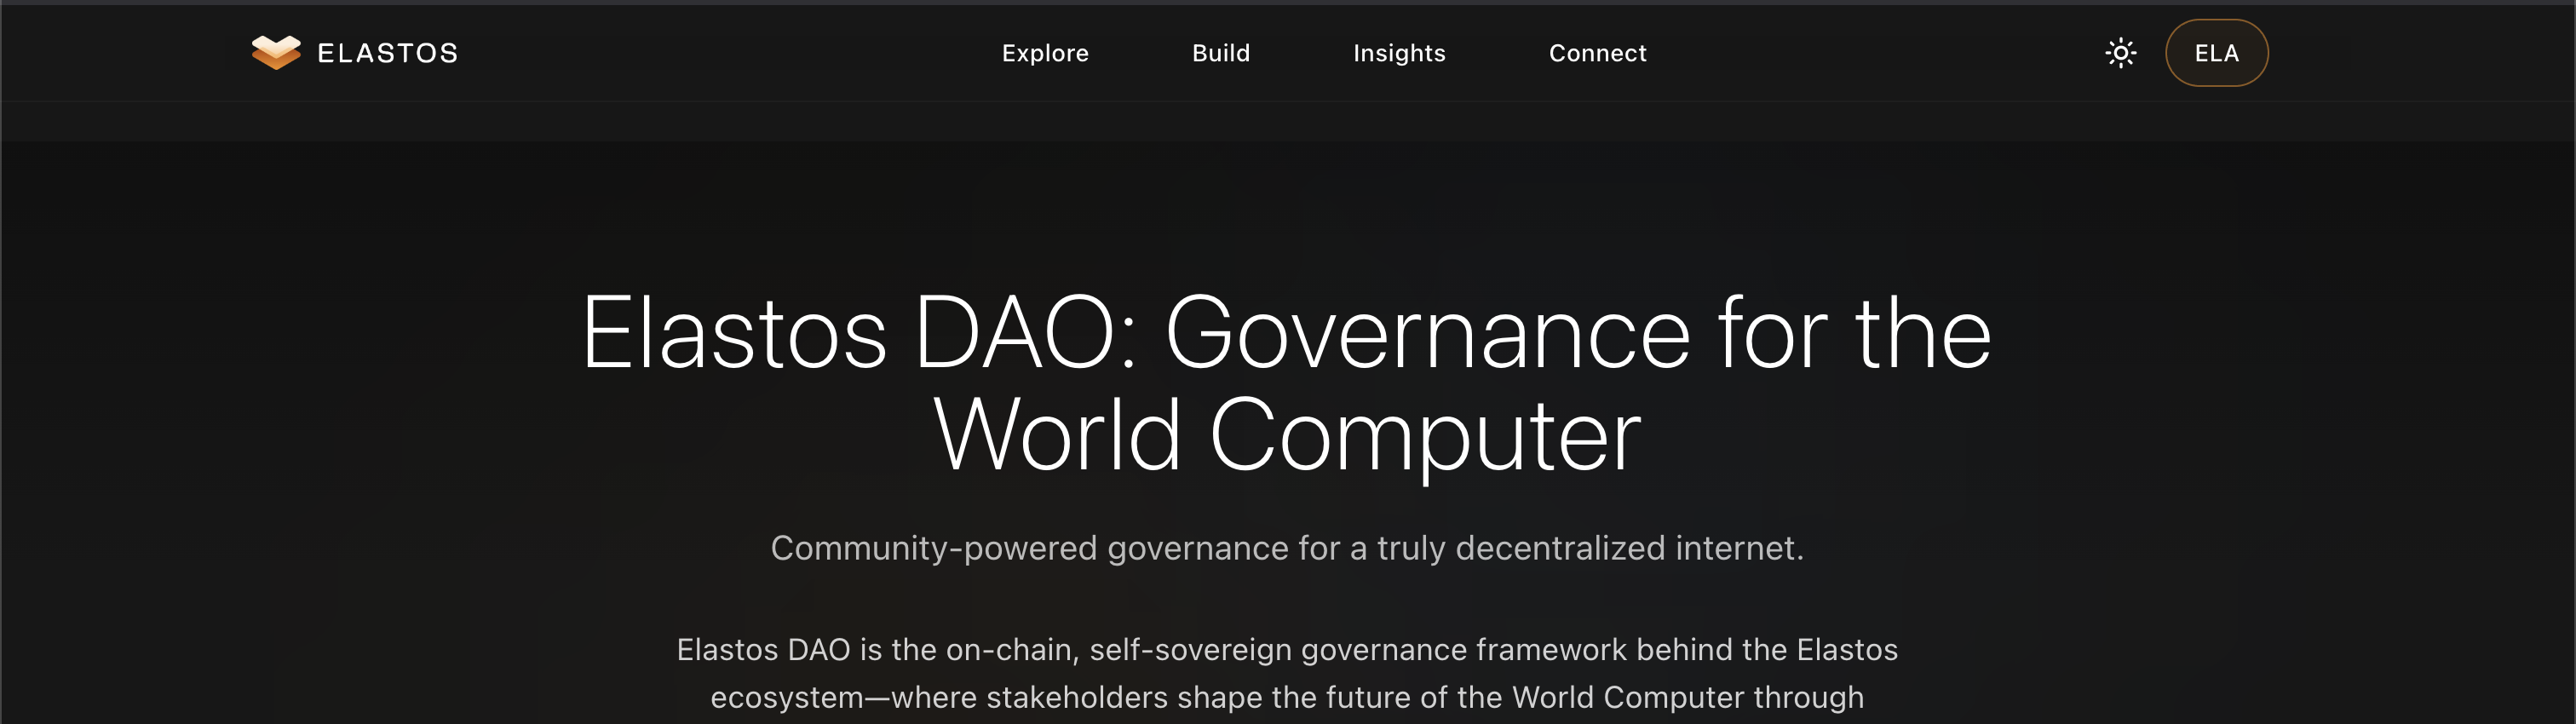 ELASTOS
Explore
Build
Insights
Connect
ELA
Elastos DAO: Governance for the
World Computer
Community-powered governance for a truly decentralized internet.
Elastos DAO is the on-chain, self-sovereign governance framework behind the Elastos
ecosystem—where stakeholders shape the future of the World Computer through